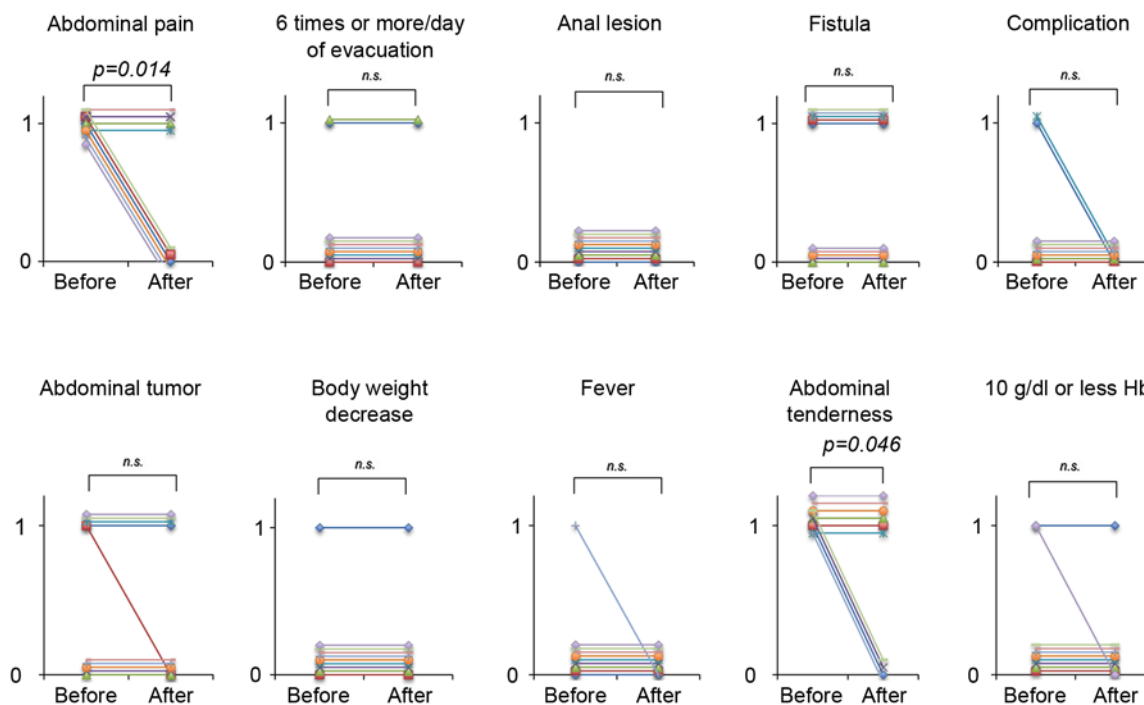 Abdominal pain
6 times or more/day
of evacuation
Anal lesion
Fistula
Complication
p=0.014
n.s.
n.s.
n.s.
n.s.
1
1
1
1
1
0
0
0
0
0
Before After
Before After
Before After
Before After
Before After
Abdominal tumor
Body weight
decrease
Fever
Abdominal
tenderness
10 g/dl or less Hb
n.s.
n.s.
n.s.
p=0.046
n.s.
1
1
1
1
1
0
0
0
0
0
Before After
Before After
Before After
Before After
Before After